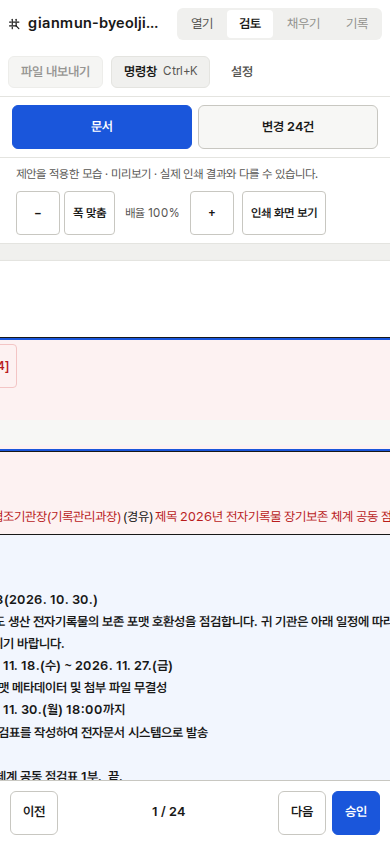 gianmun-byeolji...
열기 검토 채우기 기록
파일 내보내기 명령창 Ctrl+K 설정
문서 변경 24건
제안을 적용한 모습 · 미리보기 · 실제 인쇄 결과와 다를 수 있습니다.
− 폭 맞춤 배율 100% + 인쇄 화면 보기
4]
조기관장(기록관리과장) (경유) 제목 2026년 전자기록물 장기보존 체계 공동 점
3(2026. 10. 30.)
도 생산 전자기록물의 보존 포맷 호환성을 점검합니다. 귀 기관은 아래 일정에 따라
기 바랍니다.
11. 18.(수) ~ 2026. 11. 27.(금)
맷 메타데이터 및 첨부 파일 무결성
11. 30.(월) 18:00까지
검표를 작성하여 전자문서 시스템으로 발송
체계 공동 점검표 1부. 끝.
이전 1 / 24 다음 승인